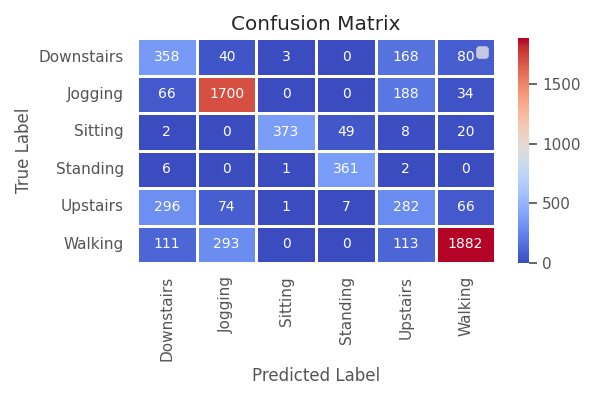 Confusion Matrix
True Label
Downstairs 358 40 3 0 168 80
Jogging 66 1700 0 0 188 34
Sitting 2 0 373 49 8 20
Standing 6 0 1 361 2 0
Upstairs 296 74 1 7 282 66
Walking 111 293 0 0 113 1882
Downstairs Jogging Sitting Standing Upstairs Walking
Predicted Label
1500
1000
500
0